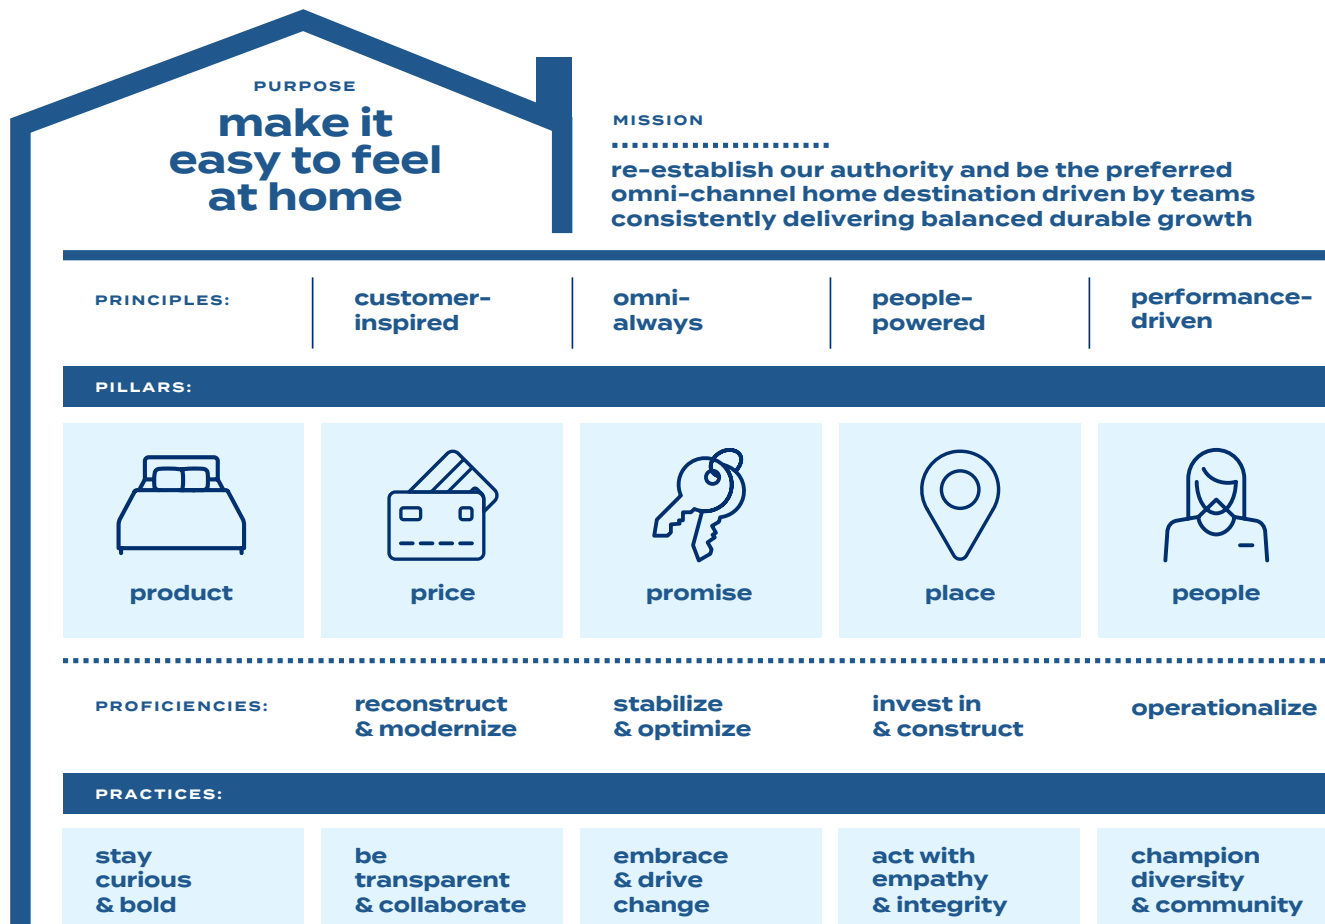 PURPOSE
make it
easy to feel
at home
MISSION
re-establish our authority and be the preferred
omni-channel home destination driven by teams
consistently delivering balanced durable growth
PRINCIPLES:
customer-
inspired
omni-
always
people-
powered
performance-
driven
PILLARS:
product
price
promise
place
people
PROFICIENCIES:
reconstruct
& modernize
stabilize
& optimize
invest in
& construct
operationalize
PRACTICES:
stay
curious
& bold
be
transparent
& collaborate
embrace
& drive
change
act with
empathy
& integrity
champion
diversity
& community